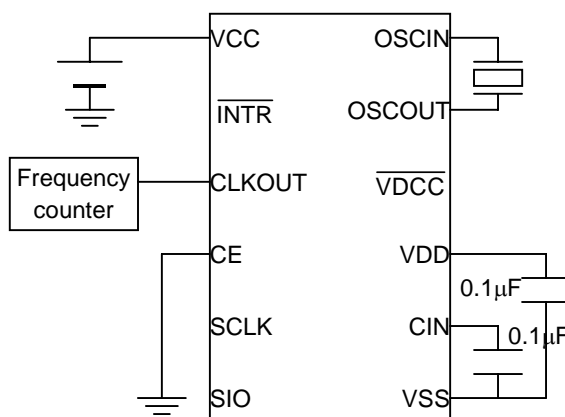 VCC OSCIN
INTR OSCOUT
Frequency
counter
CLKOUT VDCC
CE VDD
0.1μF
SCLK CIN
0.1μF
SIO VSS